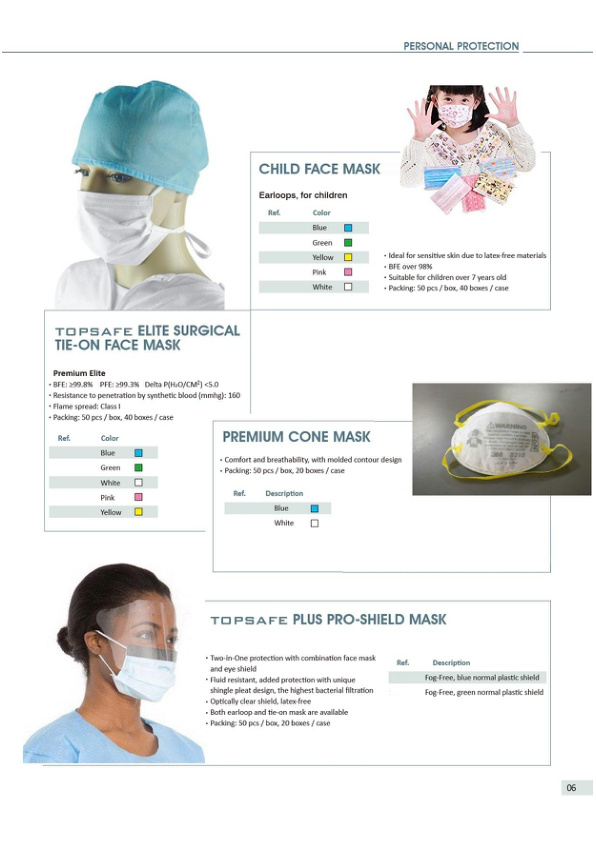 PERSONAL PROTECTION
CHILD FACE MASK
Earloops, for children
Ref. Color
Blue
Green
Yellow
Pink
White
• Ideal for sensitive skin due to latex-free materials
• BFE over 98%
• Suitable for children over 7 years old
• Packing: 50 pcs / box, 40 boxes / case
TOPSAFE ELITE SURGICAL
TIE-ON FACE MASK
Premium Elite
• BFE: ≥99.8% PFE: ≥99.3% Delta P(H₂O/CM²) <5.0
• Resistance to penetration by synthetic blood (mmhg): 160
• Flame spread: Class I
• Packing: 50 pcs / box, 40 boxes / case
Ref. Color
Blue
Green
White
Pink
Yellow
PREMIUM CONE MASK
• Comfort and breathability, with molded contour design
• Packing: 50 pcs / box, 20 boxes / case
Ref. Description
Blue
White
WARNING
3M 8210
TOPSAFE PLUS PRO-SHIELD MASK
• Two-in-One protection with combination face mask
and eye shield
• Fluid resistant, added protection with unique
shingle pleat design, the highest bacterial filtration
• Optically clear shield, latex-free
• Both earloop and tie-on mask are available
• Packing: 50 pcs / box, 20 boxes / case
Ref. Description
Fog-Free, blue normal plastic shield
Fog-Free, green normal plastic shield
06